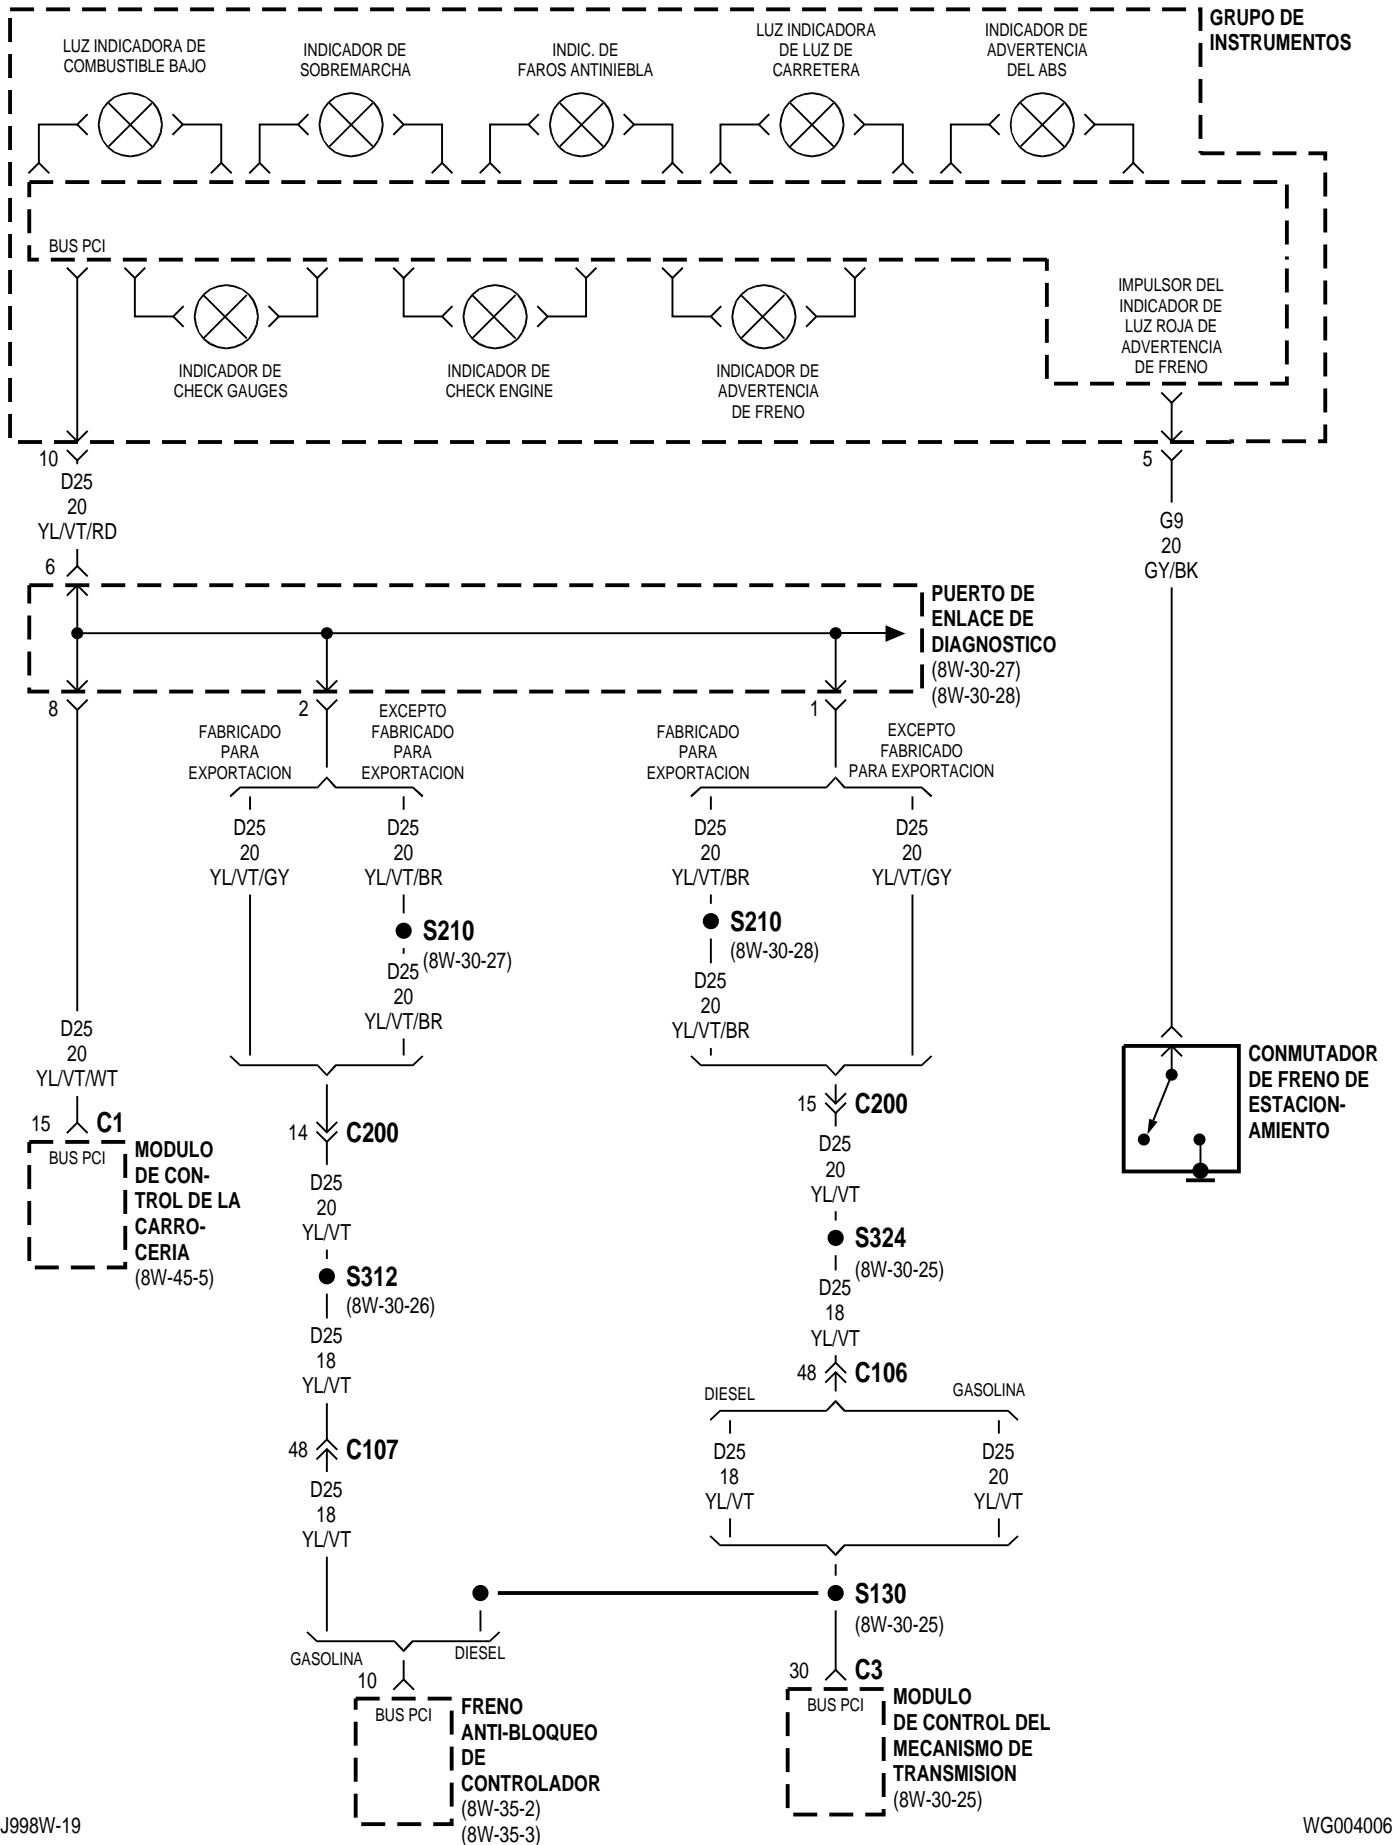 GRUPO DE
INSTRUMENTOS
LUZ INDICADORA DE
COMBUSTIBLE BAJO
INDICADOR DE
SOBREMARCHA
INDIC. DE
FAROS ANTINIEBLA
LUZ INDICADORA
DE LUZ DE
CARRETERA
INDICADOR DE
ADVERTENCIA
DEL ABS
BUS PCI
INDICADOR DE
CHECK GAUGES
INDICADOR DE
CHECK ENGINE
INDICADOR DE
ADVERTENCIA
DE FRENO
IMPULSOR DEL
INDICADOR DE
LUZ ROJA DE
ADVERTENCIA
DE FRENO
10
D25
20
YL/VT/RD
6
5
G9
20
GY/BK
PUERTO DE
ENLACE DE
DIAGNOSTICO
(8W-30-27)
(8W-30-28)
8
2
1
FABRICADO
PARA
EXPORTACION
EXCEPTO
FABRICADO
PARA
EXPORTACION
FABRICADO
PARA
EXPORTACION
EXCEPTO
FABRICADO
PARA EXPORTACION
D25
20
YL/VT/GY
D25
20
YL/VT/BR
S210
(8W-30-27)
D25
20
YL/VT/BR
D25
20
YL/VT/BR
S210
(8W-30-28)
D25
20
YL/VT/BR
D25
20
YL/VT/GY
D25
20
YL/VT/WT
15 C1
BUS PCI
MODULO
DE CON-
TROL DE LA
CARRO-
CERIA
(8W-45-5)
14 C200
D25
20
YL/VT
S312
(8W-30-26)
D25
18
YL/VT
48 C107
D25
18
YL/VT
15 C200
D25
20
YL/VT
S324
(8W-30-25)
D25
18
YL/VT
48 C106
DIESEL
GASOLINA
D25
18
YL/VT
D25
20
YL/VT
S130
(8W-30-25)
CONMUTADOR
DE FRENO DE
ESTACION-
AMIENTO
GASOLINA
DIESEL
10
BUS PCI
FRENO
ANTI-BLOQUEO
DE
CONTROLADOR
(8W-35-2)
(8W-35-3)
30 C3
BUS PCI
MODULO
DE CONTROL DEL
MECANISMO DE
TRANSMISION
(8W-30-25)
J998W-19
WG004006